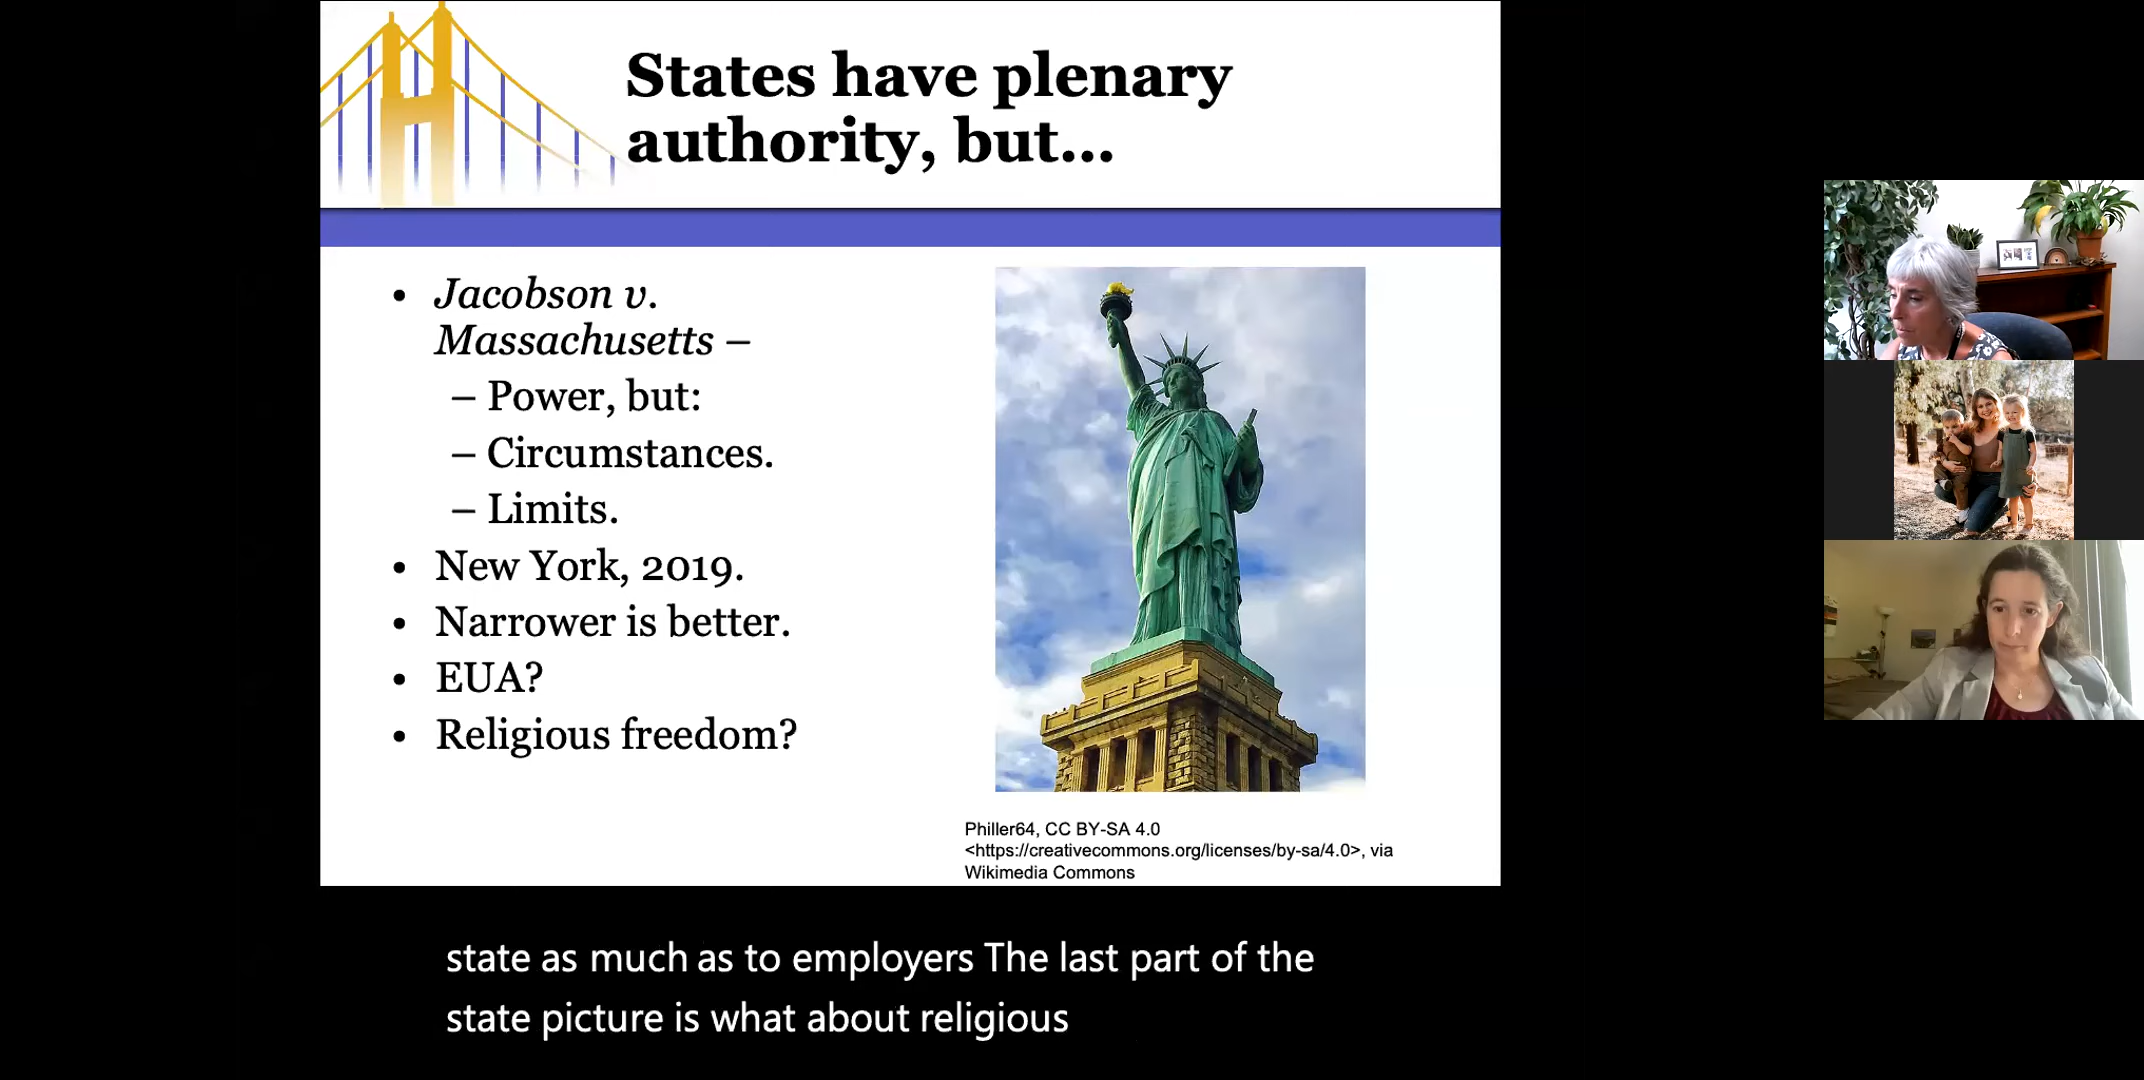 States have plenary
authority, but...
• Jacobson v.
Massachusetts –
– Power, but:
– Circumstances.
– Limits.
• New York, 2019.
• Narrower is better.
• EUA?
• Religious freedom?
Philler64, CC BY-SA 4.0
<https://creativecommons.org/licenses/by-sa/4.0>, via
Wikimedia Commons
state as much as to employers The last part of the
state picture is what about religious